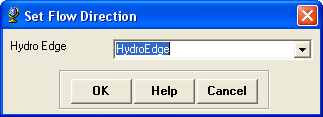 Set Flow Direction
Hydro Edge HydroEdge
OK Help Cancel